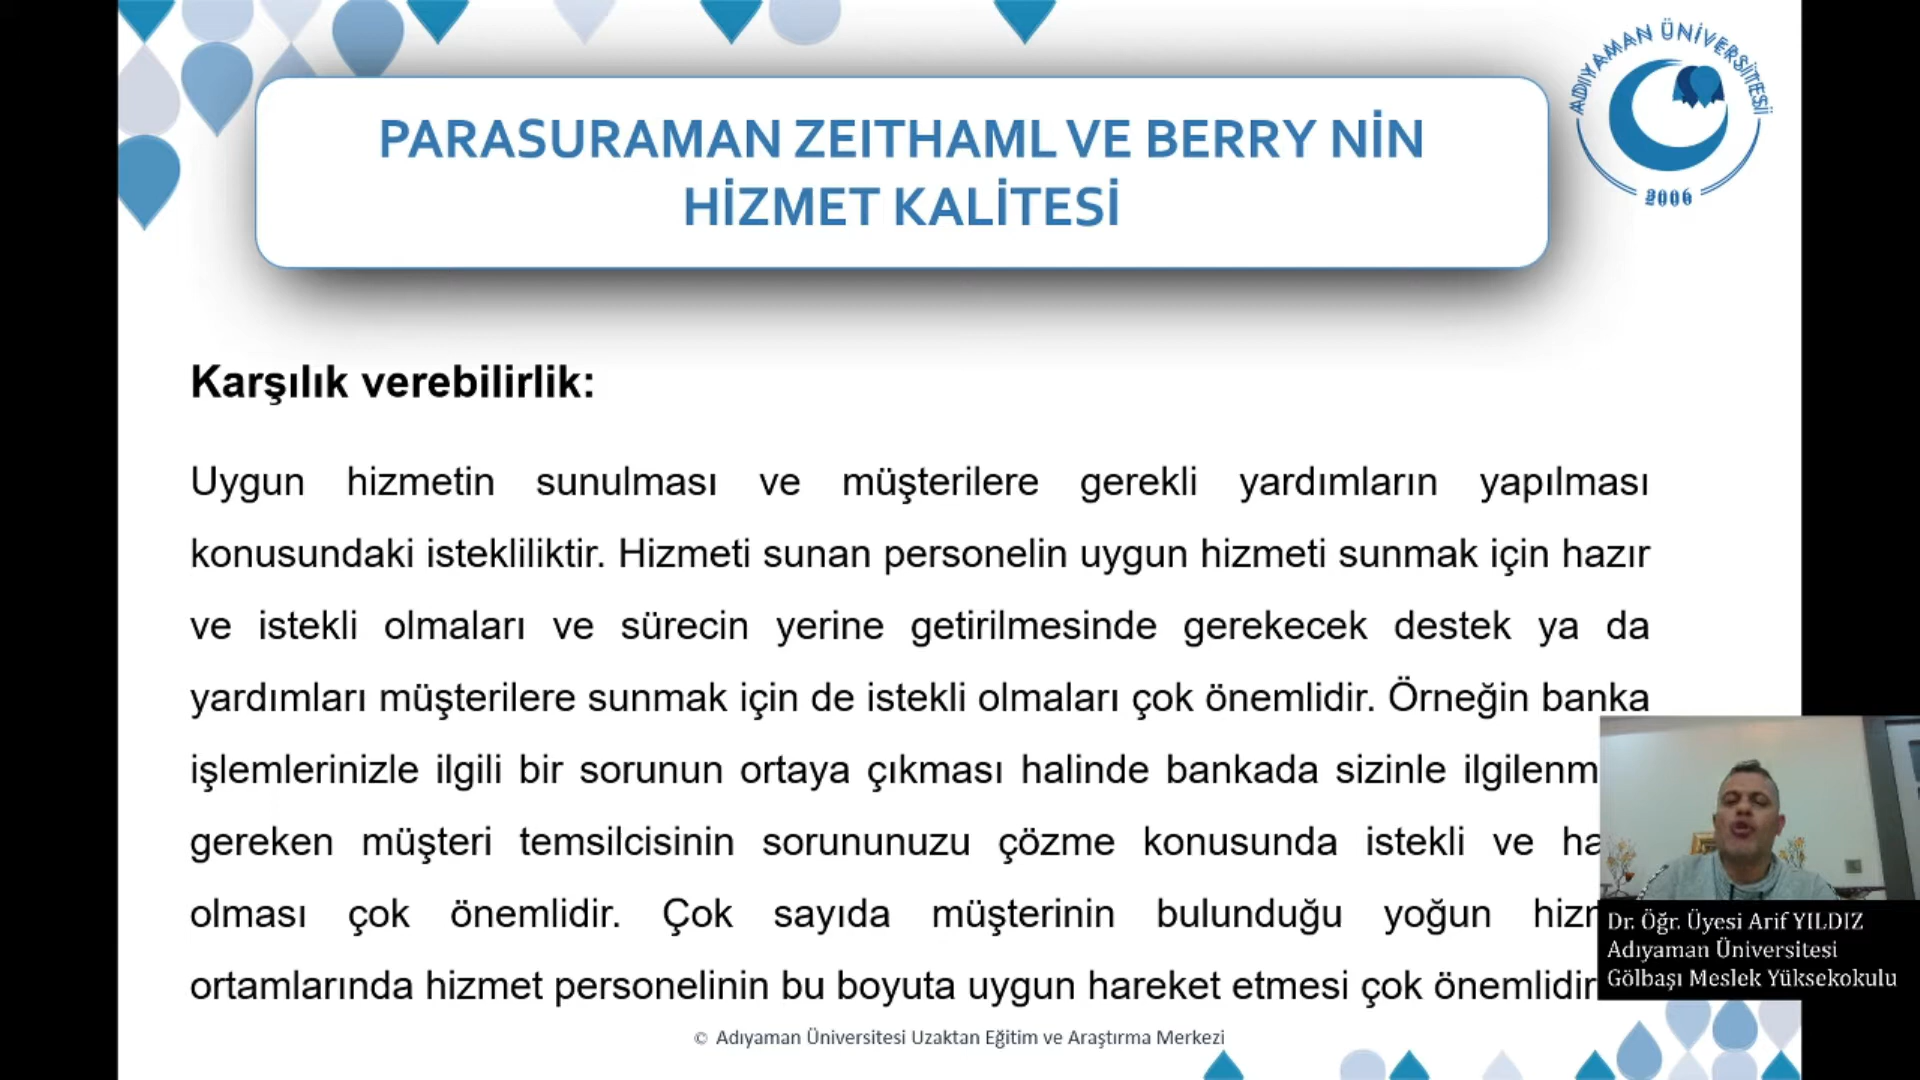 ADIYAMAN ÜNİVERSİTESİ
2006
PARASURAMAN ZEITHAML VE BERRY NİN
HİZMET KALİTESİ
Karşılık verebilirlik:
Uygun hizmetin sunulması ve müşterilere gerekli yardımların yapılması
konusundaki istekliliktir. Hizmeti sunan personelin uygun hizmeti sunmak için hazır
ve istekli olmaları ve sürecin yerine getirilmesinde gerekecek destek ya da
yardımları müşterilere sunmak için de istekli olmaları çok önemlidir. Örneğin banka
işlemlerinizle ilgili bir sorunun ortaya çıkması halinde bankada sizinle
gereken müşteri temsilcisinin sorununuzu çözme konusunda istekli ve
olması çok önemlidir. Çok sayıda müşterinin bulunduğu yoğun
ortamlarında hizmet personelinin bu boyuta uygun hareket etmesi çok önemlidir
Dr. Öğr. Üyesi Arif YILDIZ
Adıyaman Üniversitesi
Gölbaşı Meslek Yüksekokulu
© Adıyaman Üniversitesi Uzaktan Eğitim ve Araştırma Merkezi